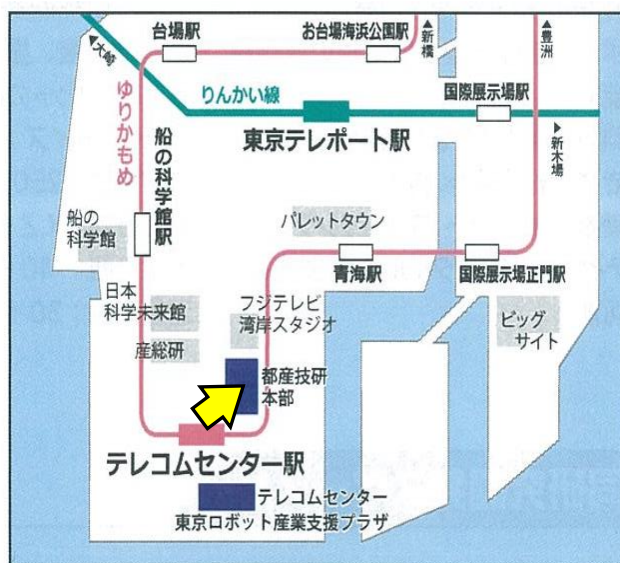 台場駅
お台場海浜公園駅
▲新橋
▲豊洲
▲大崎
ゆりかもめ
りんかい線
国際展示場駅
東京テレポート駅
▶新木場
船の科学館駅
船の
科学館
パレットタウン
青海駅
国際展示場正門駅
日本
科学未来館
フジテレビ
湾岸スタジオ
ビッグ
サイト
産総研
都産技研
本部
テレコムセンター駅
テレコムセンター
東京ロボット産業支援プラザ